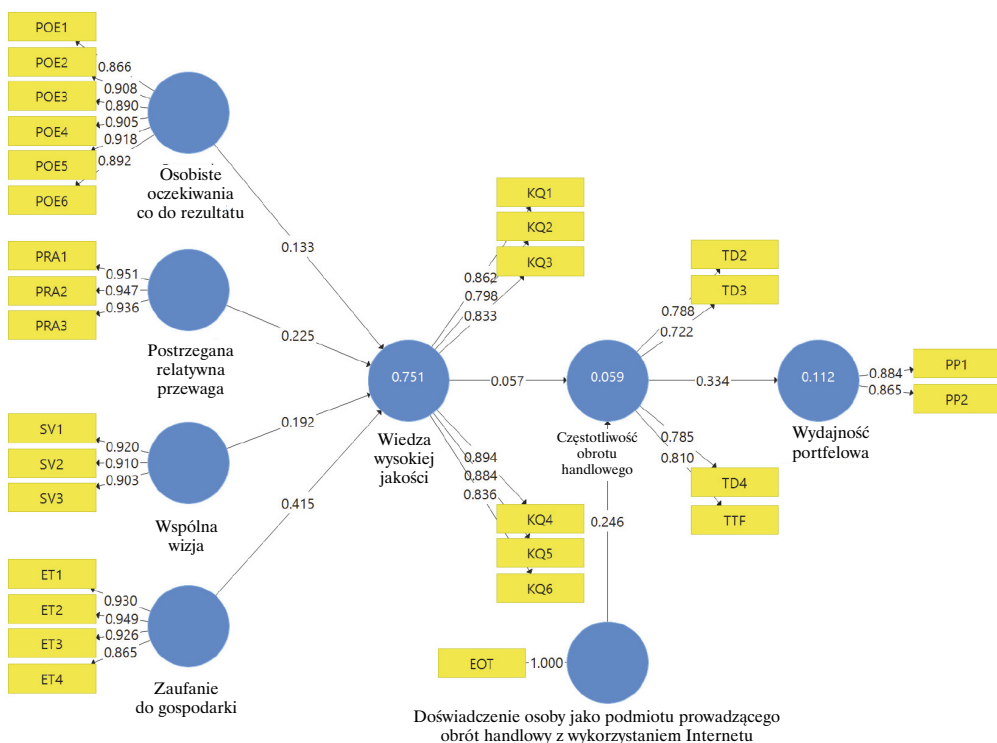 POE1
POE2
POE3
POE4
POE5
POE6
0.866
0.908
0.890
0.905
0.918
0.892
Osobiste
oczekiwania
co do rezultatu
0.133
PRA1
PRA2
PRA3
0.951
0.947
0.936
Postrzegana
relatywna
przewaga
0.225
SV1
SV2
SV3
0.920
0.910
0.903
Wspólna
wizja
0.192
ET1
ET2
ET3
ET4
0.930
0.949
0.926
0.865
Zaufanie
do gospodarki
0.415
KQ1
KQ2
KQ3
0.862
0.798
0.833
0.751
Wiedza
wysokiej
jakości
0.894
0.884
0.836
KQ4
KQ5
KQ6
0.057
TD2
TD3
0.788
0.722
0.059
Częstotliwość
obrotu
handlowego
0.785
0.810
TD4
TTF
0.246
EOT
1.000
Doświadczenie osoby jako podmiotu prowadzącego
obrót handlowy z wykorzystaniem Internetu
0.334
0.112
Wydajność
portfelowa
0.884
0.865
PP1
PP2